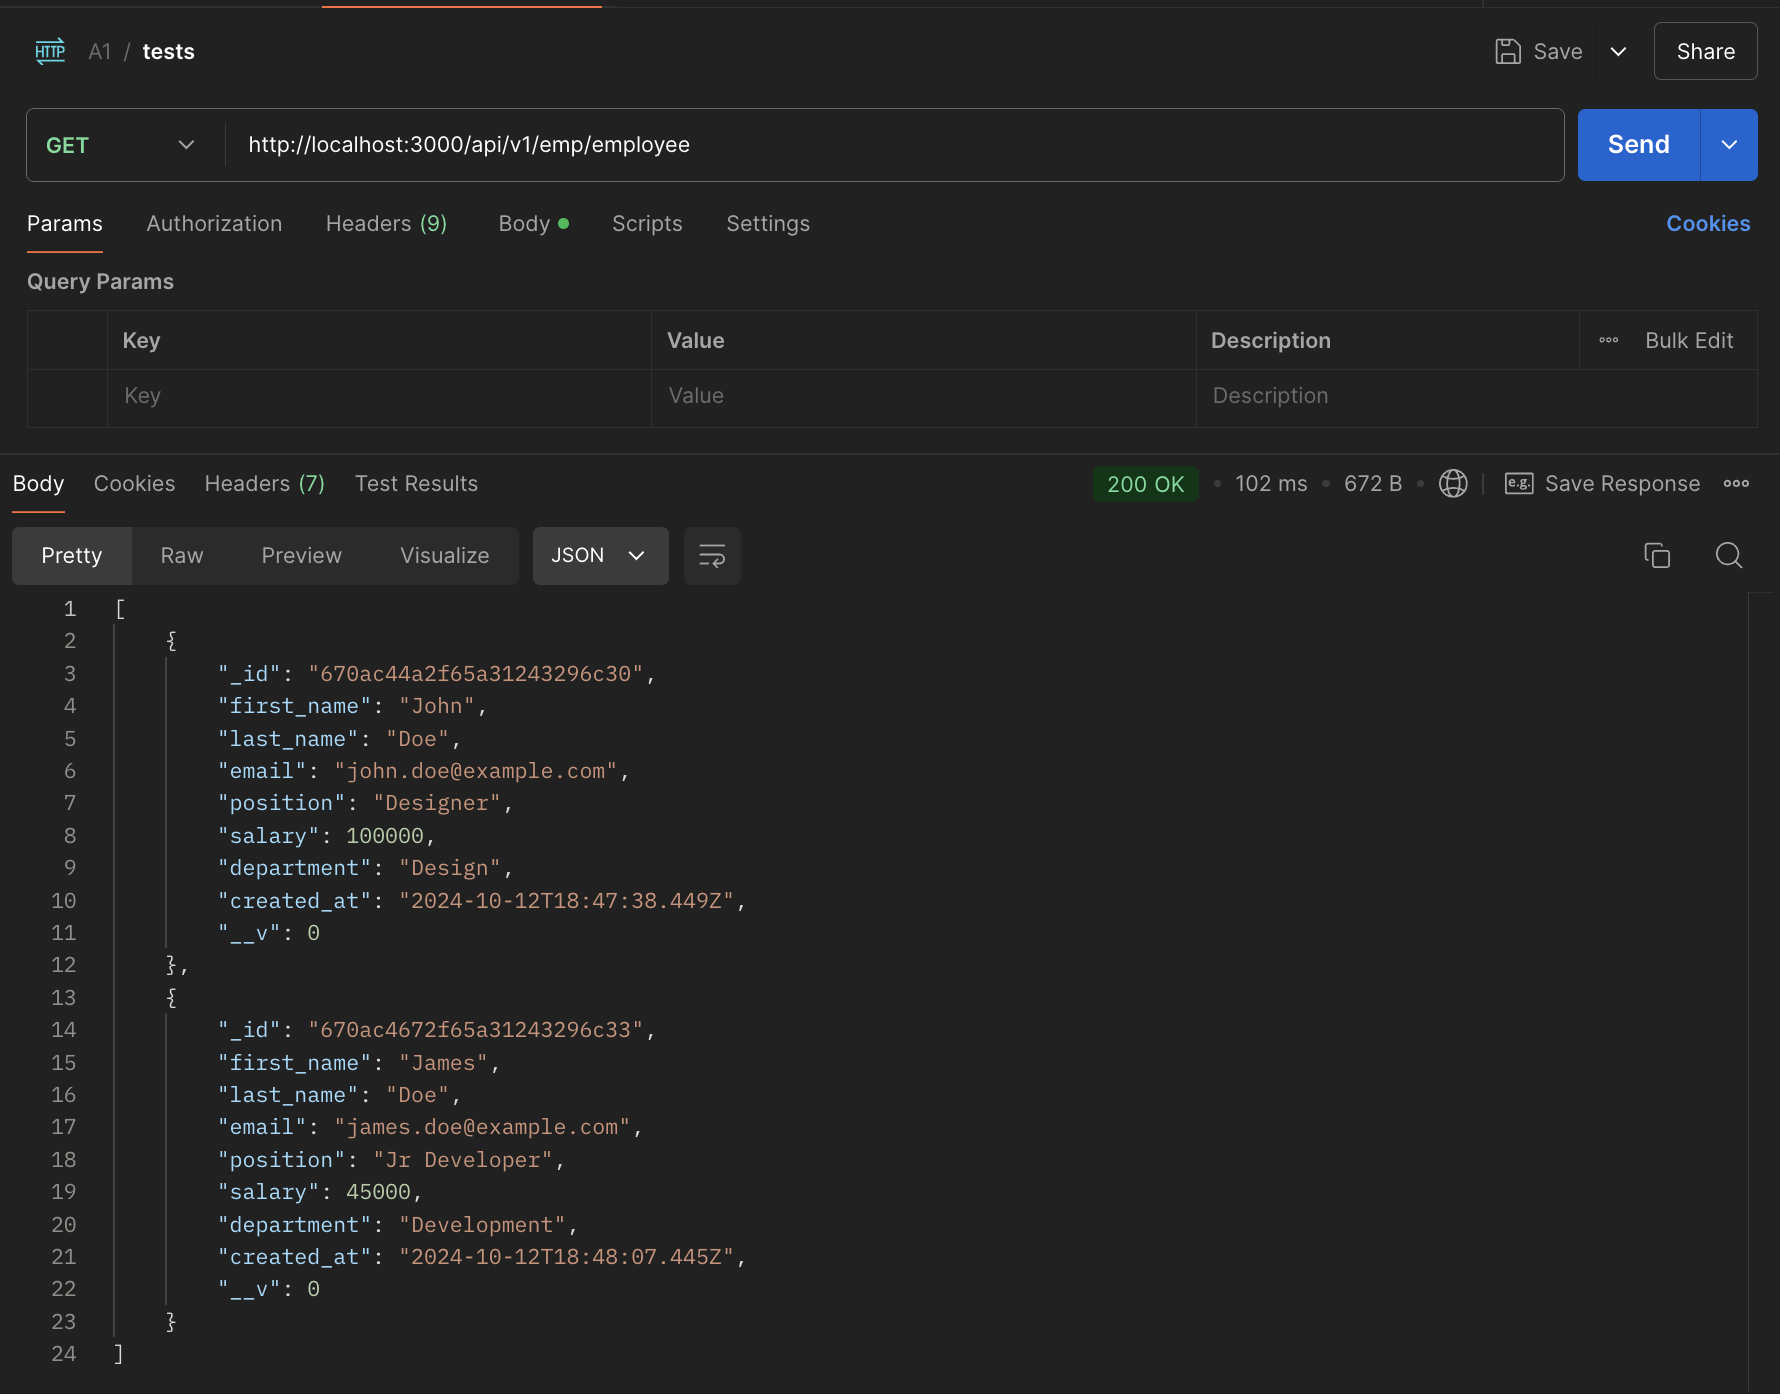 HTTP A1 / tests Save Share
GET http://localhost:3000/api/v1/emp/employee Send
Params Authorization Headers (9) Body Scripts Settings Cookies
Query Params
Key Value Description Bulk Edit
Key Value Description
Body Cookies Headers (7) Test Results 200 OK 102 ms 672 B e.g. Save Response
Pretty Raw Preview Visualize JSON
1 [
2 {
3 "_id": "670ac44a2f65a31243296c30",
4 "first_name": "John",
5 "last_name": "Doe",
6 "email": "john.doe@example.com",
7 "position": "Designer",
8 "salary": 100000,
9 "department": "Design",
10 "created_at": "2024-10-12T18:47:38.449Z",
11 "__v": 0
12 },
13 {
14 "_id": "670ac4672f65a31243296c33",
15 "first_name": "James",
16 "last_name": "Doe",
17 "email": "james.doe@example.com",
18 "position": "Jr Developer",
19 "salary": 45000,
20 "department": "Development",
21 "created_at": "2024-10-12T18:48:07.445Z",
22 "__v": 0
23 }
24 ]